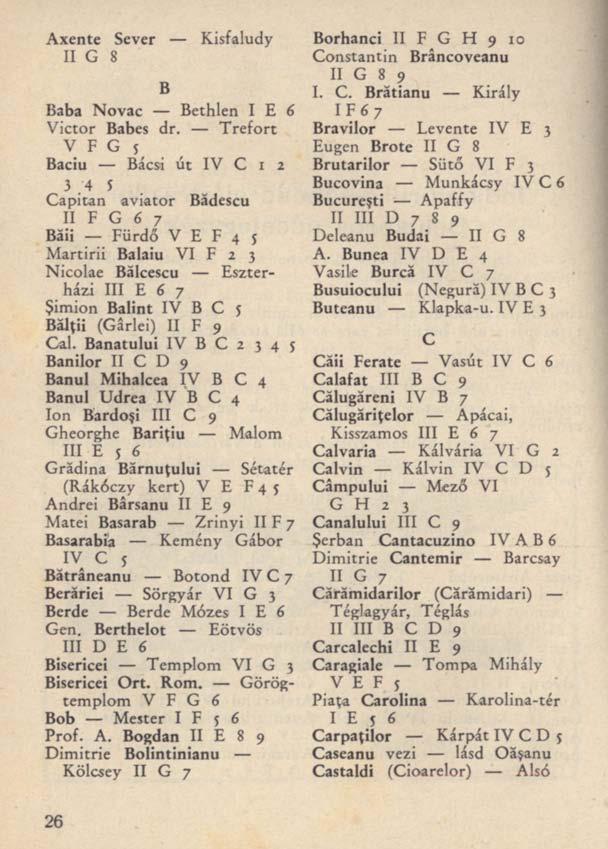 Axente Sever — Kisfaludy
II G 8
B
Baba Novac — Bethlen I E 6
Victor Babes dr. — Trefort
V F G 5
Baciu — Bácsi út IV C 1 2
3 4 5
Capitan aviator Bădescu
II F G 6 7
Băii — Fürdő V E F 4 5
Martirii Balaiu VI F 2 3
Nicolae Bălcescu — Eszter-
házi III E 6 7
Şimion Balint IV B C 5
Bălţii (Gârlei) II F 9
Cal. Banatului IV B C 2 3 4 5
Banilor II C D 9
Banul Mihalcea IV B C 4
Banul Udrea IV B C 4
Ion Bardoşi III C 9
Gheorghe Bariţiu — Malom
III E 5 6
Grădina Bărnuţului — Sétatér
(Rákóczy kert) V E F 4 5
Andrei Bârsanu II E 9
Matei Basarab — Zrinyi II F 7
Basarabia — Kemény Gábor
IV C 5
Bătrâneanu — Botond IV C 7
Berăriei — Sörgyár VI G 3
Berde — Berde Mózes I E 6
Gen. Berthelot — Eötvös
III D E 6
Bisericei — Templom VI G 3
Bisericei Ort. Rom. — Görög-
templom V F G 6
Bob — Mester I F 5 6
Prof. A. Bogdan II E 8 9
Dimitrie Bolintinianu —
Kölcsey II G 7
Borhanci II F G H 9 10
Constantin Brâncoveanu
II G 8 9
I. C. Brătianu — Király
I F 6 7
Bravilor — Levente IV E 3
Eugen Brote II G 8
Brutarilor — Sütő VI F 3
Bucovina — Munkácsy IV C 6
Bucureşti — Apaffy
II III D 7 8 9
Deleanu Budai — II G 8
A. Bunea IV D E 4
Vasile Burcă IV C 7
Busuiocului (Negură) IV B C 3
Buteanu — Klapka-u. IV E 3
C
Căii Ferate — Vasút IV C 6
Calafat III B C 9
Călugăreni IV B 7
Călugăriţelor — Apácai,
Kisszamos III E 6 7
Calvaria — Kálvária VI G 2
Calvin — Kálvin IV C D 5
Câmpului — Mező VI
G H 2 3
Canalului III C 9
Şerban Cantacuzino IV A B 6
Dimitrie Cantemir — Barcsay
II G 7
Cărămidarilor (Cărămidari) —
Téglagyár, Téglás
II III B C D 9
Carcalechi II E 9
Caragiale — Tompa Mihály
V E F 5
Piaţa Carolina — Karolina-tér
I E 5 6
Carpaţilor — Kárpát IV C D 5
Caseanu vezi — lásd Oăşanu
Castaldi (Cioarelor) — Alsó
26